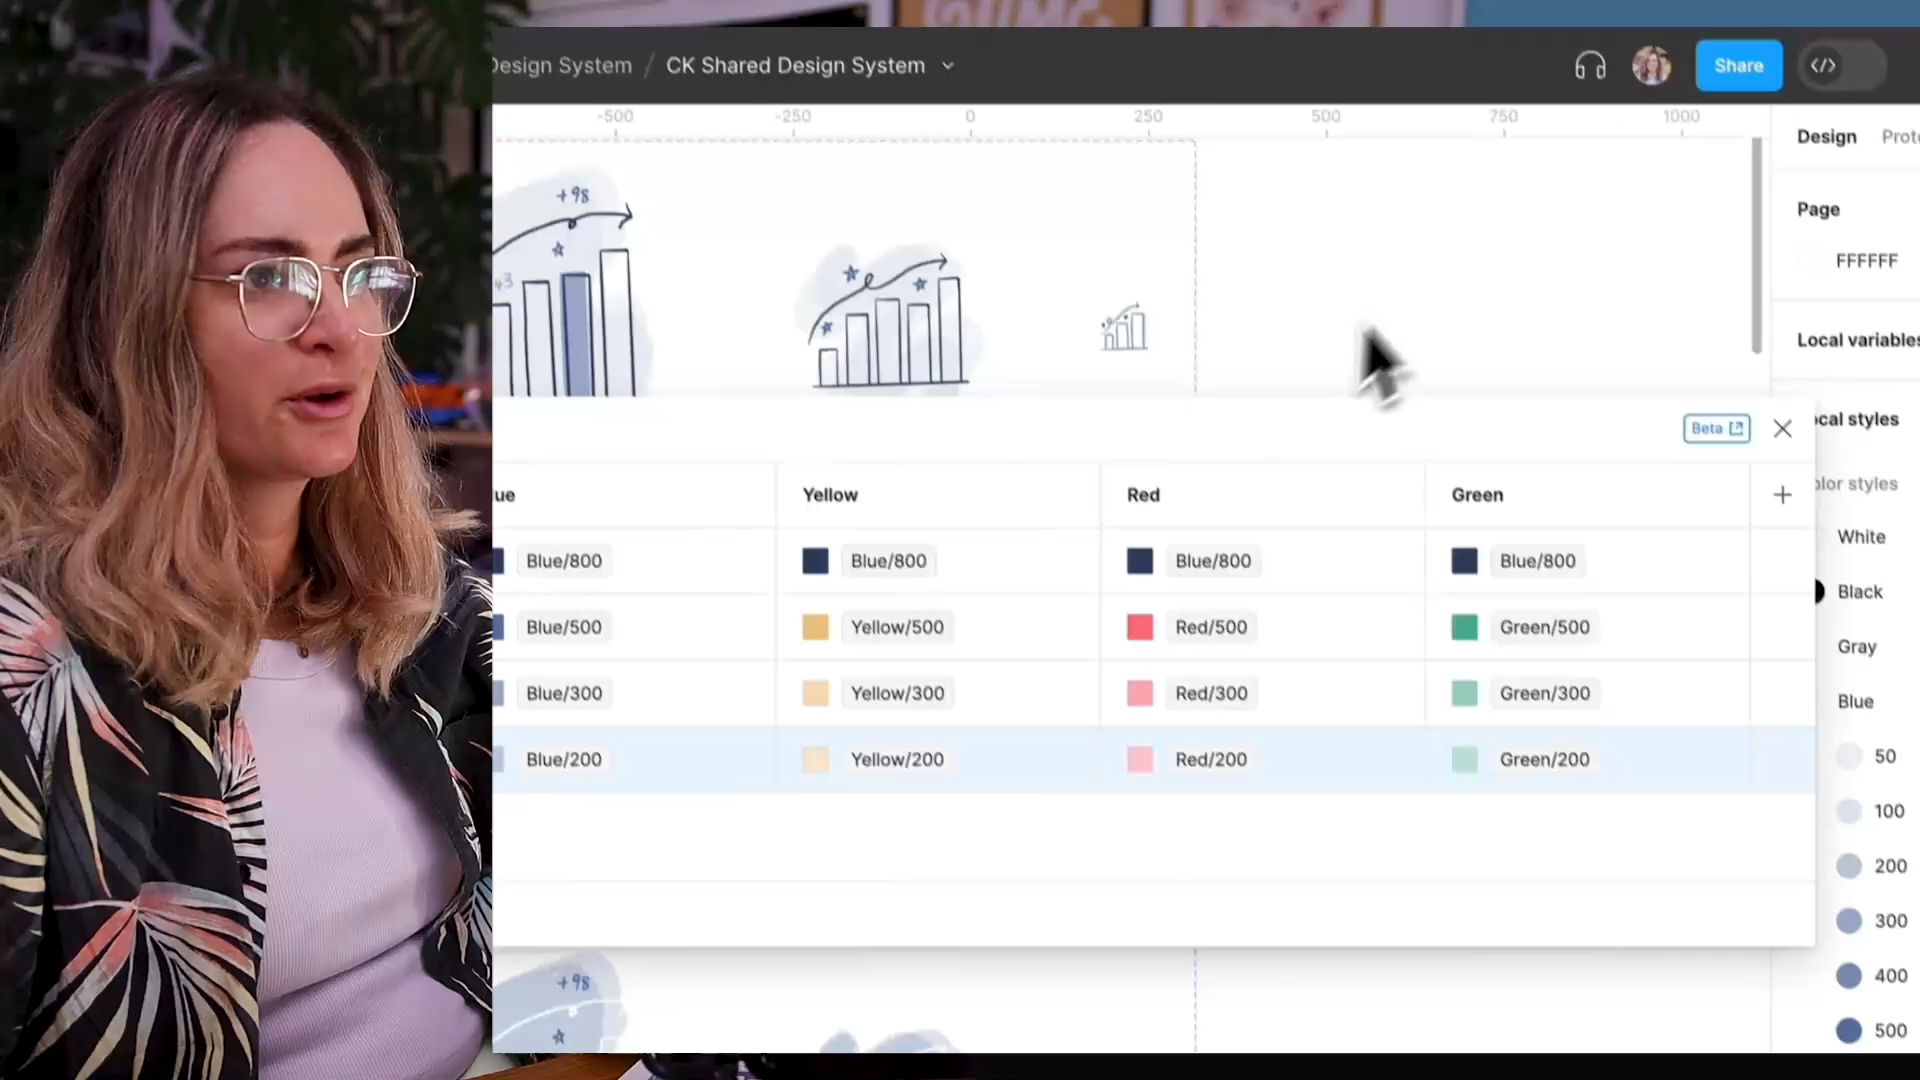 Design System / CK Shared Design System
Share
</>
-500 -250 0 250 500 750 1000
Design Prot
Page
FFFFFF
Local variables
cal styles
olor styles
White
Black
Gray
Blue
50
100
200
300
400
500
+98
43
Beta
ue Yellow Red Green +
Blue/800 Blue/800 Blue/800 Blue/800
Blue/500 Yellow/500 Red/500 Green/500
Blue/300 Yellow/300 Red/300 Green/300
Blue/200 Yellow/200 Red/200 Green/200
+98